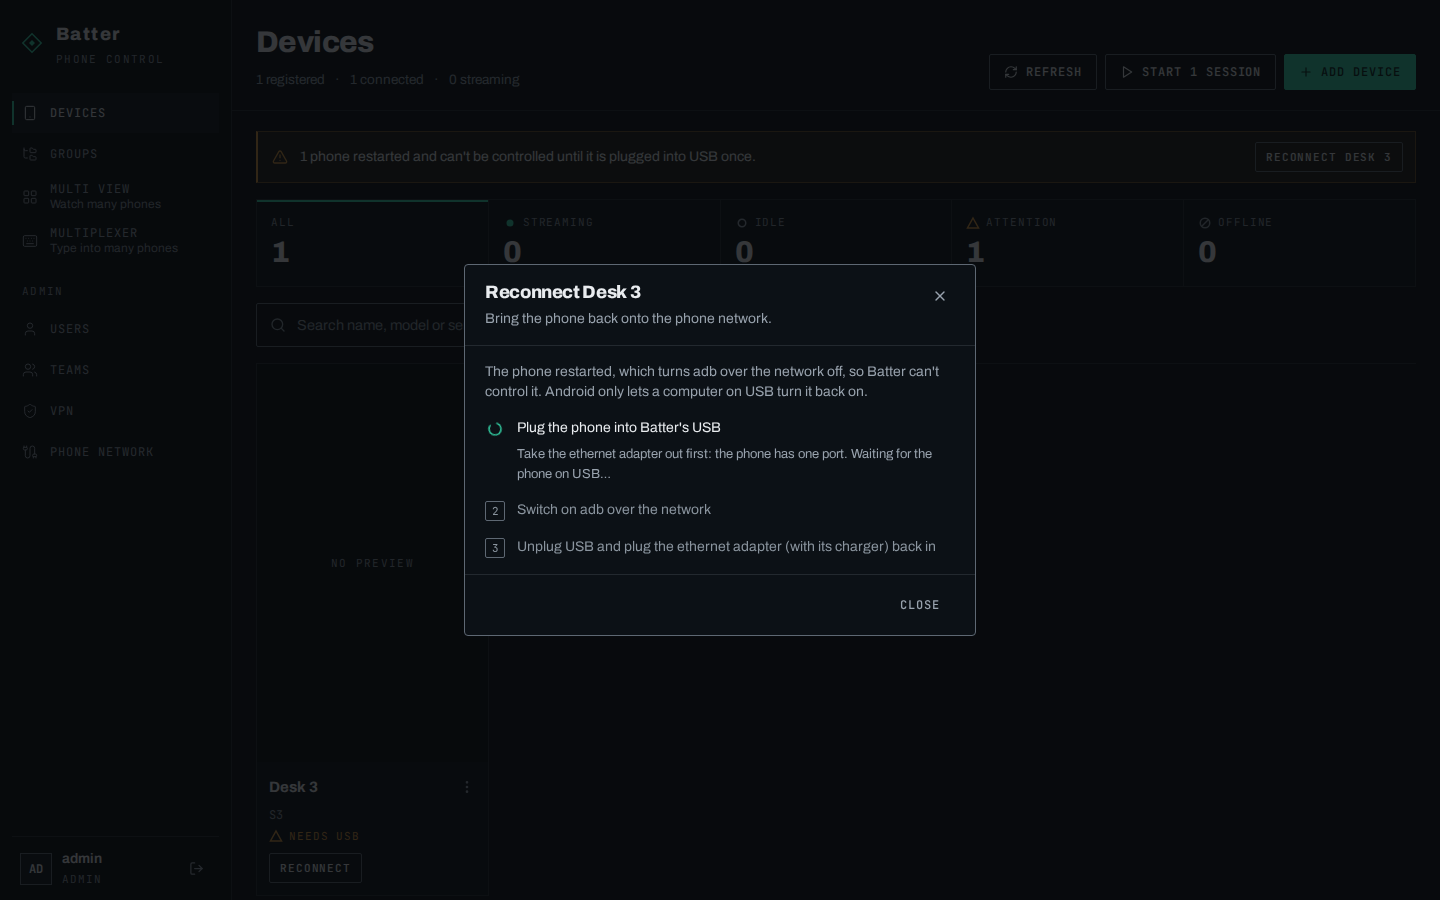 Batter
PHONE CONTROL
DEVICES
GROUPS
MULTI VIEW
Watch many phones
MULTIPLEXER
Type into many phones
ADMIN
USERS
TEAMS
VPN
PHONE NETWORK
AD
admin
ADMIN
Devices
1 registered · 1 connected · 0 streaming
REFRESH
START 1 SESSION
+ ADD DEVICE
1 phone restarted and can't be controlled until it is plugged into USB once.
RECONNECT DESK 3
ALL
1
STREAMING
0
IDLE
0
ATTENTION
1
OFFLINE
0
Search name, model or se
NO PREVIEW
Desk 3
S3
NEEDS USB
RECONNECT
Reconnect Desk 3
Bring the phone back onto the phone network.
The phone restarted, which turns adb over the network off, so Batter can't
control it. Android only lets a computer on USB turn it back on.
Plug the phone into Batter's USB
Take the ethernet adapter out first: the phone has one port. Waiting for the
phone on USB...
2 Switch on adb over the network
3 Unplug USB and plug the ethernet adapter (with its charger) back in
CLOSE